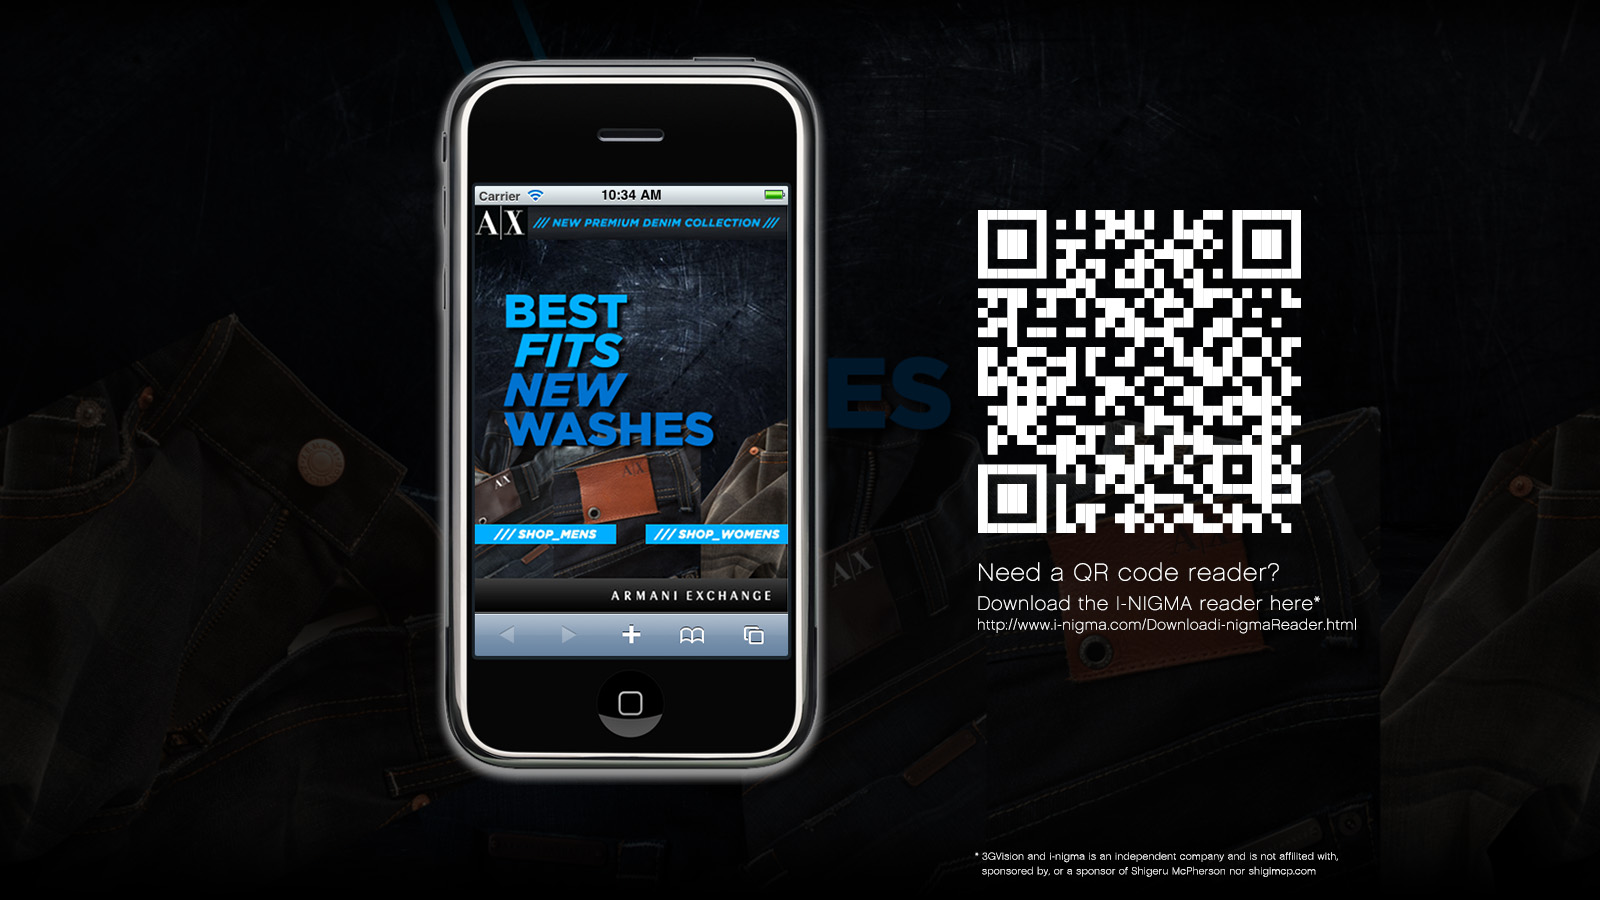 Carrier
10:34 AM
A|X
/// NEW PREMIUM DENIM COLLECTION ///
BEST
FITS
NEW
WASHES
ES
A|X
A|X
/// SHOP_MENS
/// SHOP_WOMENS
A|X
ARMANI EXCHANGE
Need a QR code reader?
Download the I-NIGMA reader here*
http://www.i-nigma.com/Downloadi-nigmaReader.html
* 3GVision and i-nigma is an independent company and is not affilited with,
sponsored by, or a sponsor of Shigeru McPherson nor shigimcp.com